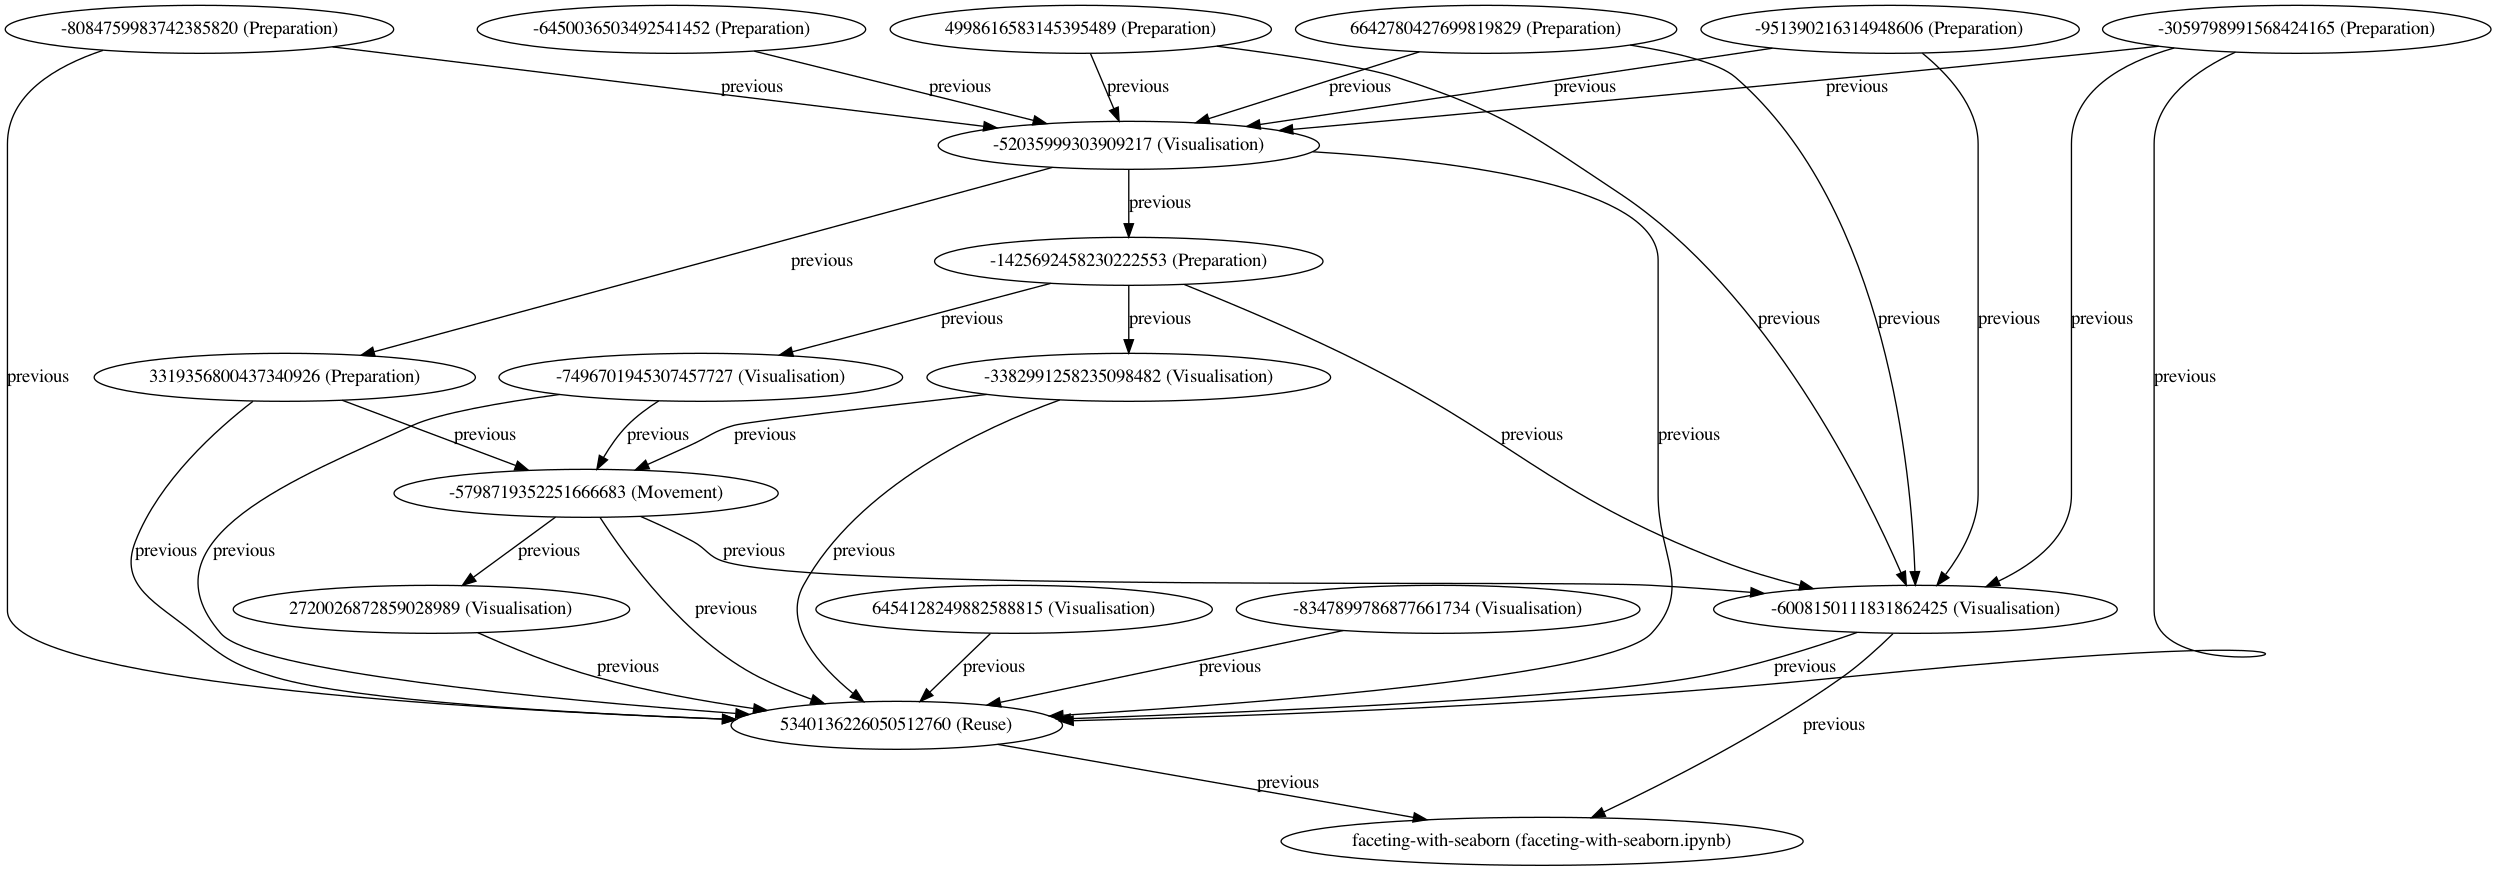 -8084759983742385820 (Preparation)
-6450036503492541452 (Preparation)
4998616583145395489 (Preparation)
6642780427699819829 (Preparation)
-951390216314948606 (Preparation)
-3059798991568424165 (Preparation)
previous
previous
previous
previous
previous
previous
-52035999303909217 (Visualisation)
previous
previous
-1425692458230222553 (Preparation)
previous
previous
previous
previous
previous
previous
3319356800437340926 (Preparation)
-7496701945307457727 (Visualisation)
-3382991258235098482 (Visualisation)
previous
previous
previous
previous
previous
previous
previous
-5798719352251666683 (Movement)
previous
previous
previous
previous
previous
2720026872859028989 (Visualisation)
6454128249882588815 (Visualisation)
-8347899786877661734 (Visualisation)
-6008150111831862425 (Visualisation)
previous
previous
previous
previous
previous
5340136226050512760 (Reuse)
previous
previous
faceting-with-seaborn (faceting-with-seaborn.ipynb)